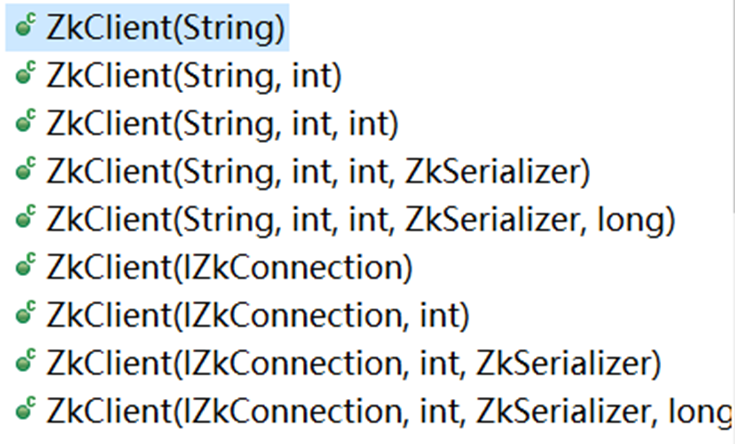 ZkClient(String)
ZkClient(String, int)
ZkClient(String, int, int)
ZkClient(String, int, int, ZkSerializer)
ZkClient(String, int, int, ZkSerializer, long)
ZkClient(IZkConnection)
ZkClient(IZkConnection, int)
ZkClient(IZkConnection, int, ZkSerializer)
ZkClient(IZkConnection, int, ZkSerializer, long